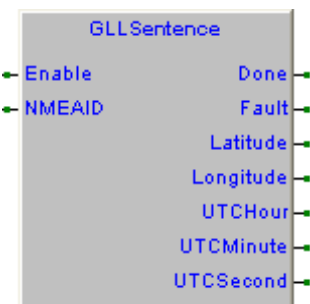 GLLSentence
Enable Done
NMEAID Fault
Latitude
Longitude
UTCHour
UTCMinute
UTCSecond